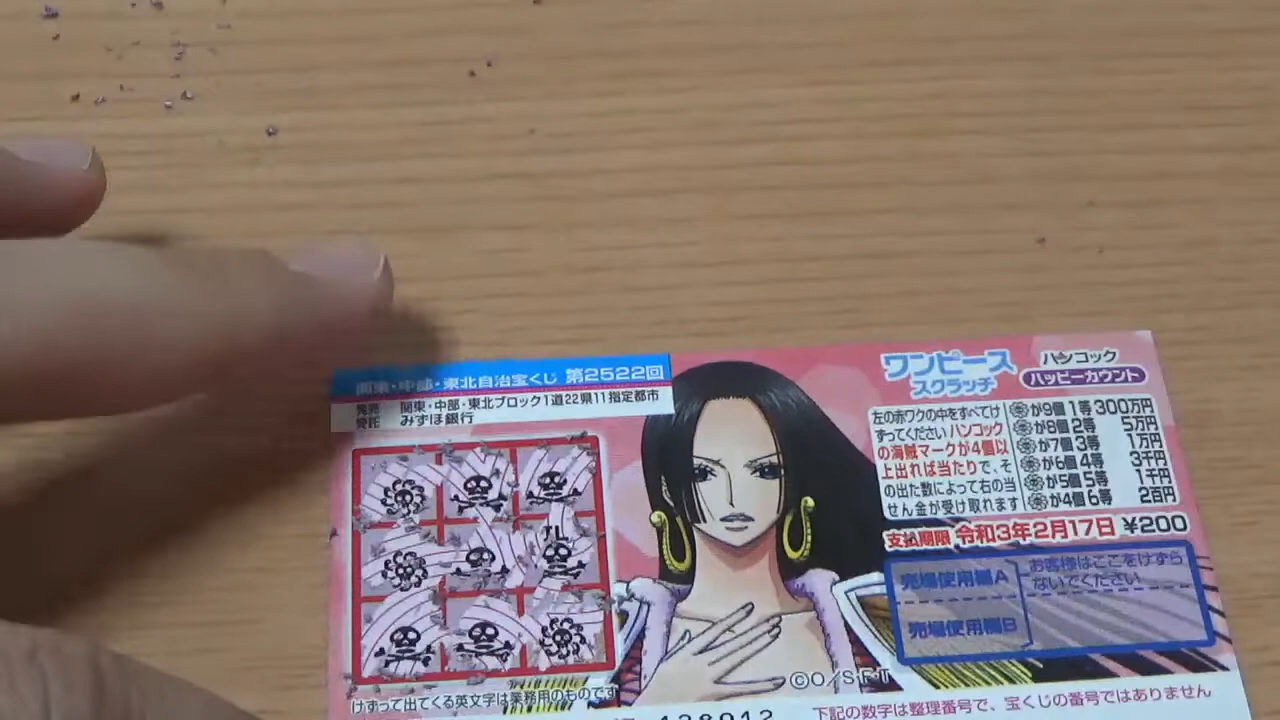 関東・中部・東北自治宝くじ 第2522回
発売 関東・中部・東北ブロック1道22県11指定都市
受託 みずほ銀行
TL
けずって出てくる英文字は業務用のものです
ワンピース
スクラッチ
ハンコック
ハッピーカウント
左の赤ワクの中をすべてけ
ずってください ハンコック
の海賊マークが4個以
上出れば当たりで、そ
の出た数によって右の当
せん金が受け取れます
が9個 1等 300万円
が8個 2等 5万円
が7個 3等 1万円
が6個 4等 3千円
が5個 5等 1千円
が4個 6等 2百円
支払期限 令和3年2月17日 ¥200
売場使用欄A
売場使用欄B
お客様はここをけずら
ないでください
©O/S・F・T
下記の数字は整理番号で、宝くじの番号ではありません